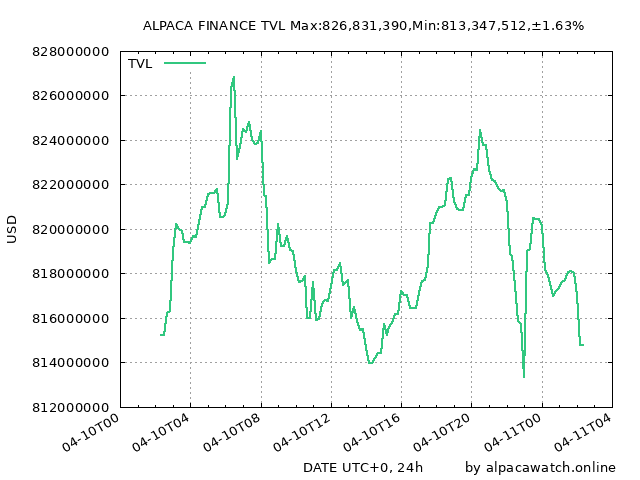 ALPACA FINANCE TVL Max:826,831,390,Min:813,347,512,±1.63%
TVL
828000000
826000000
824000000
822000000
820000000
818000000
816000000
814000000
812000000
USD
04-10T00
04-10T04
04-10T08
04-10T12
04-10T16
04-10T20
04-11T00
04-11T04
DATE UTC+0, 24h
by alpacawatch.online